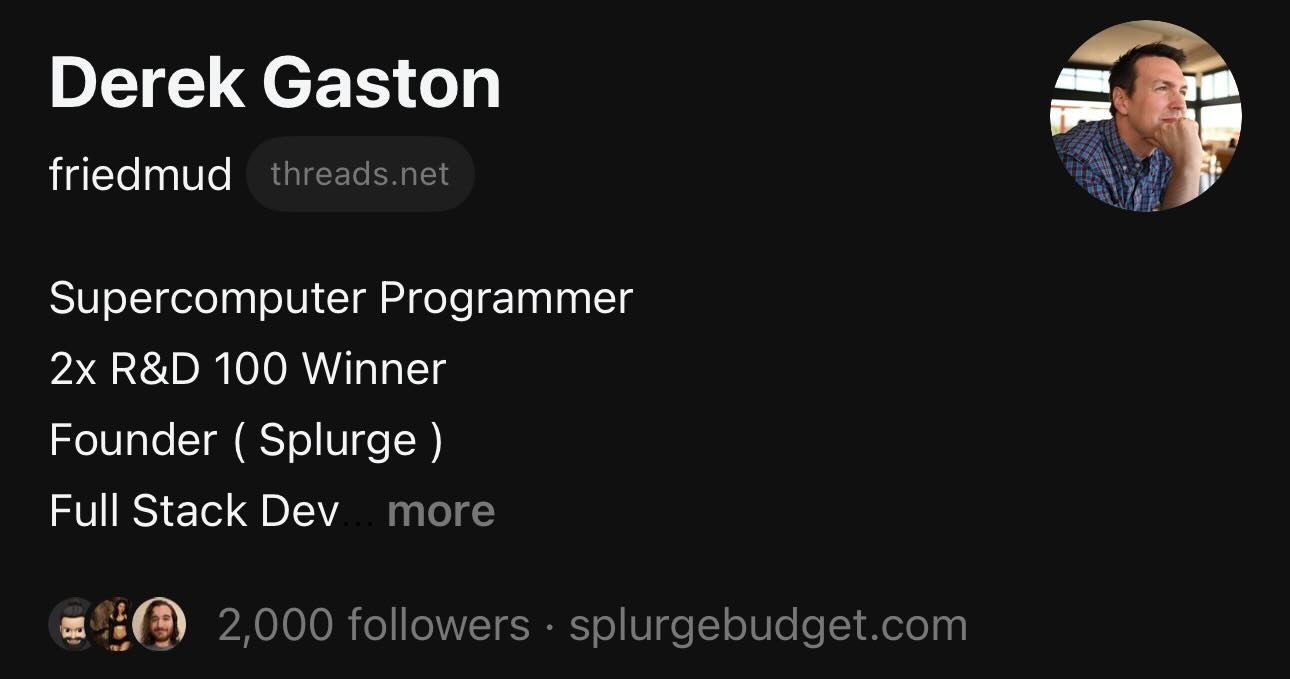 Derek Gaston
friedmud threads.net
Supercomputer Programmer
2x R&D 100 Winner
Founder ( Splurge )
Full Stack Dev... more
2,000 followers · splurgebudget.com